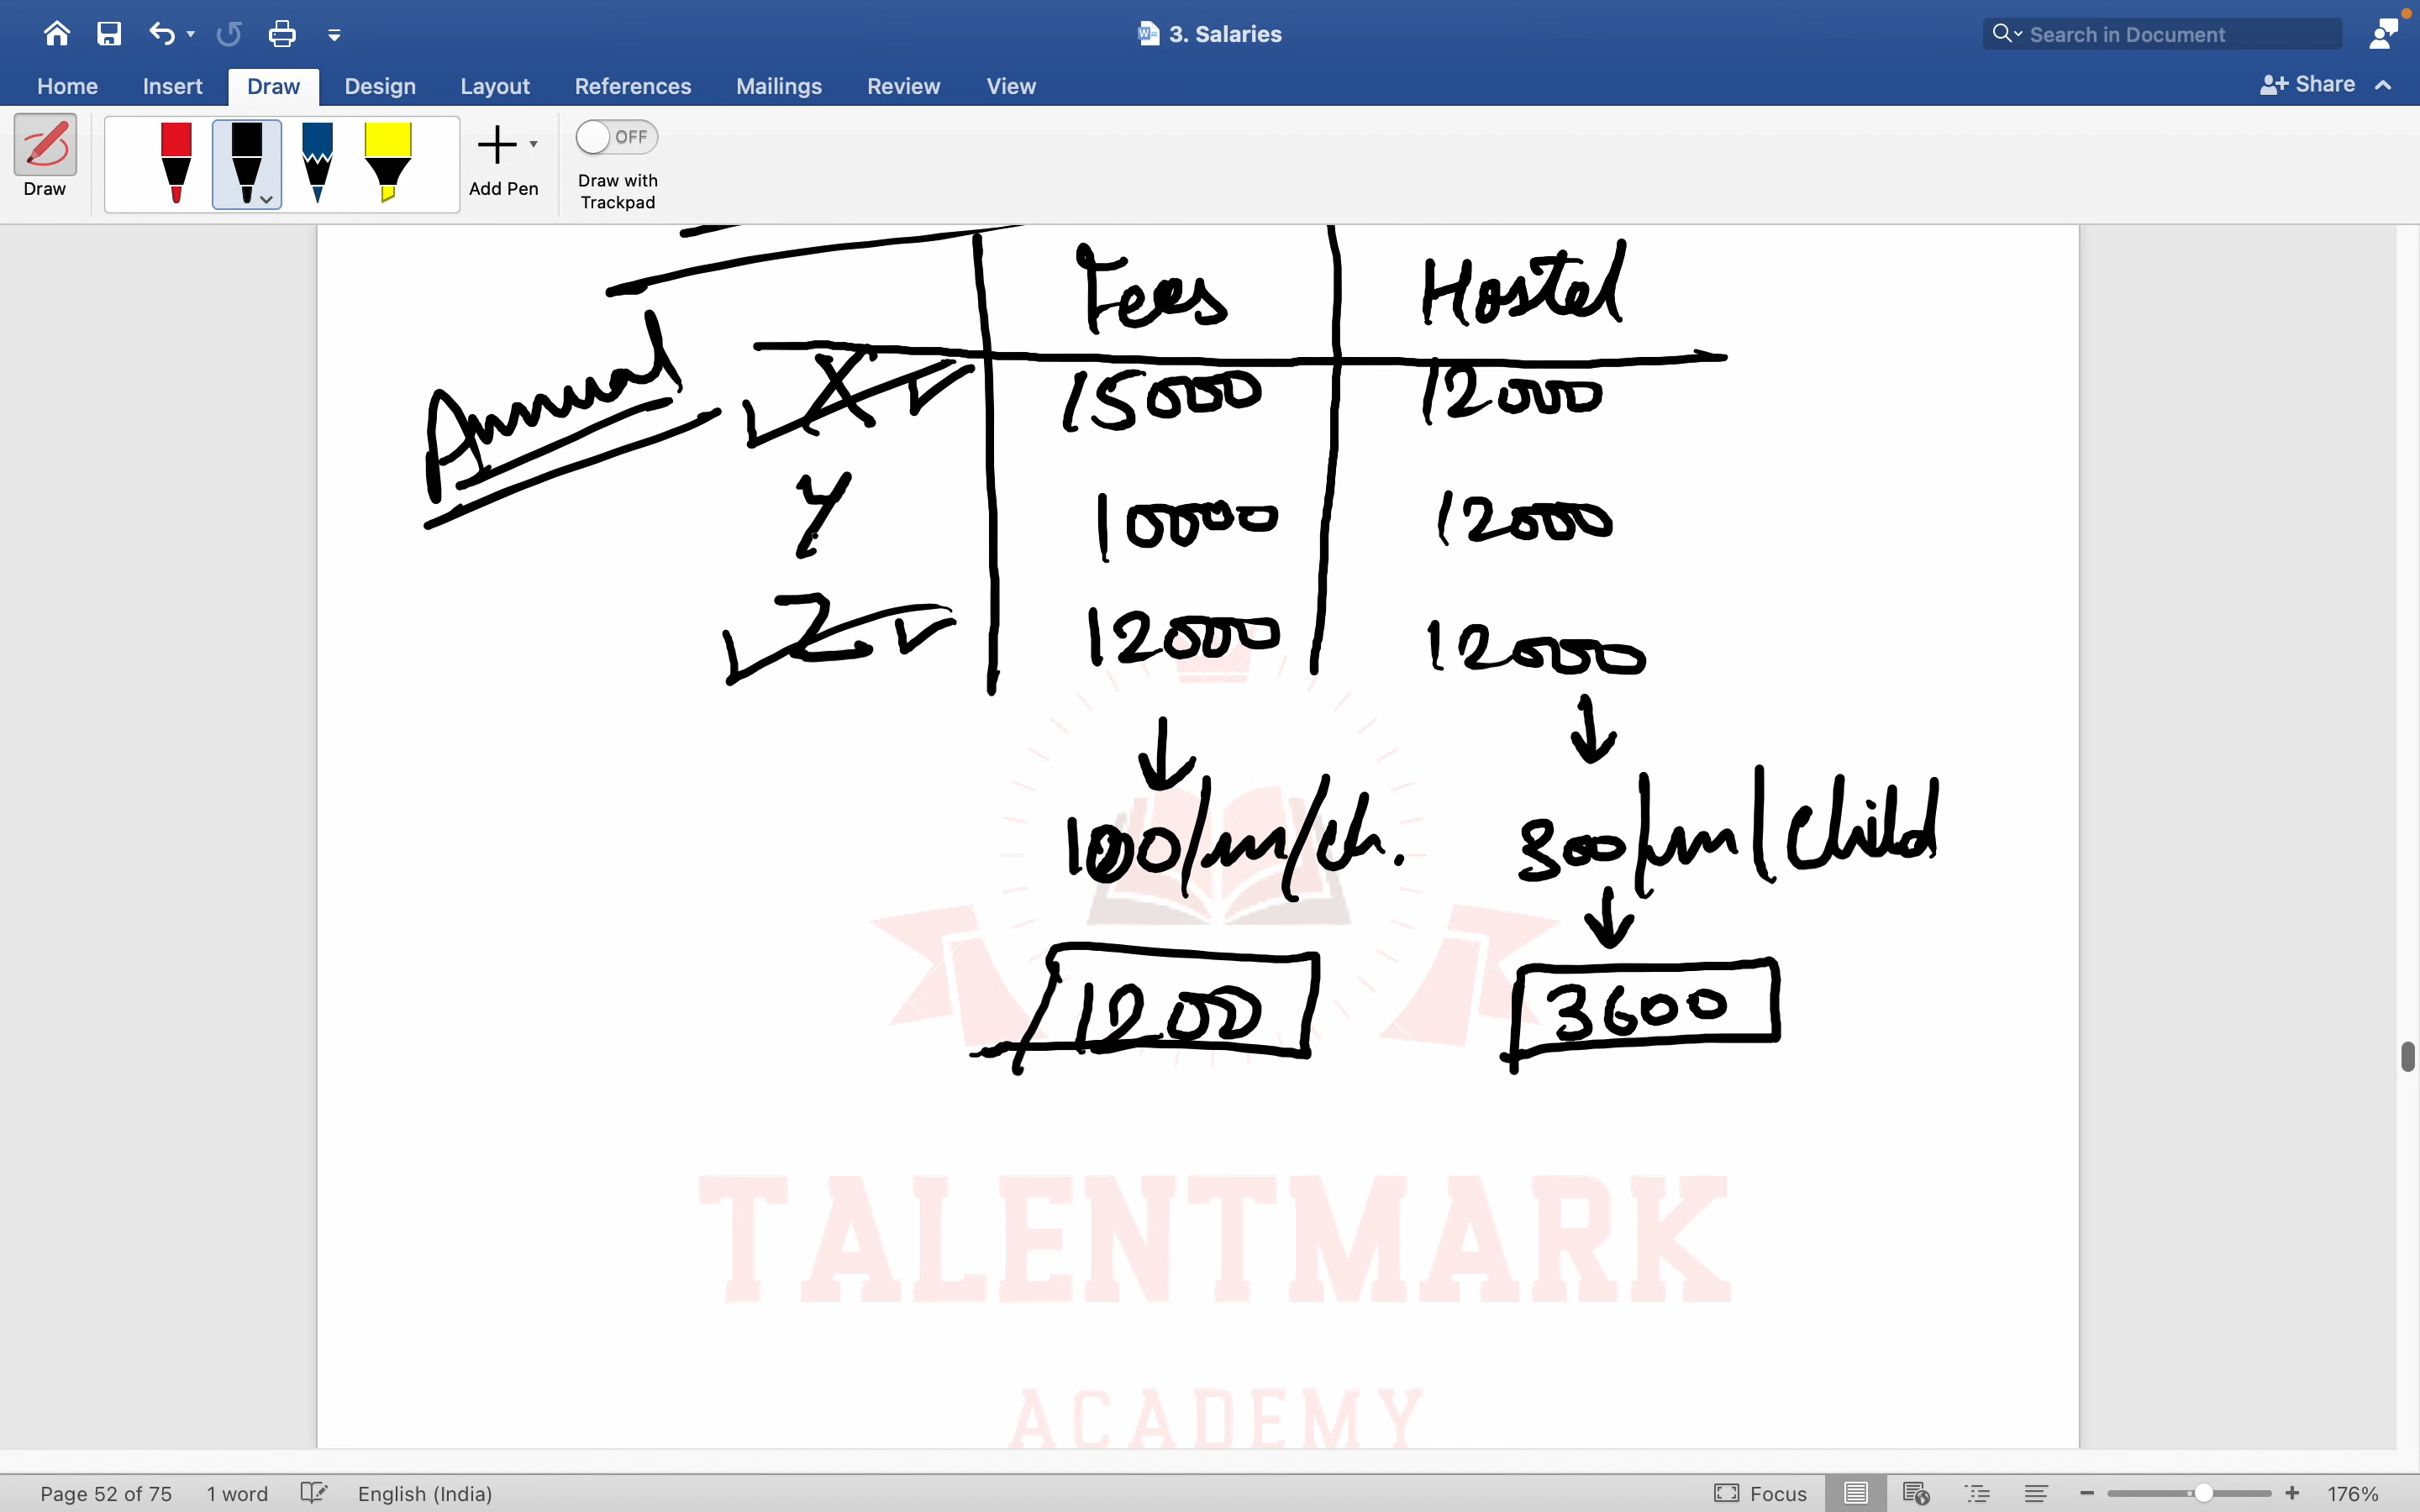 3. Salaries
Search in Document
Home Insert Draw Design Layout References Mailings Review View Share
Draw
Add Pen
OFF
Draw with
Trackpad
Fees Hostel
Annual
X 15000 12000
Y 10000 12000
Z 12000 12000
100/m/ch. 300/m/child
1200 3600
TALENTMARK
ACADEMY
Page 52 of 75 1 word English (India) Focus 176%